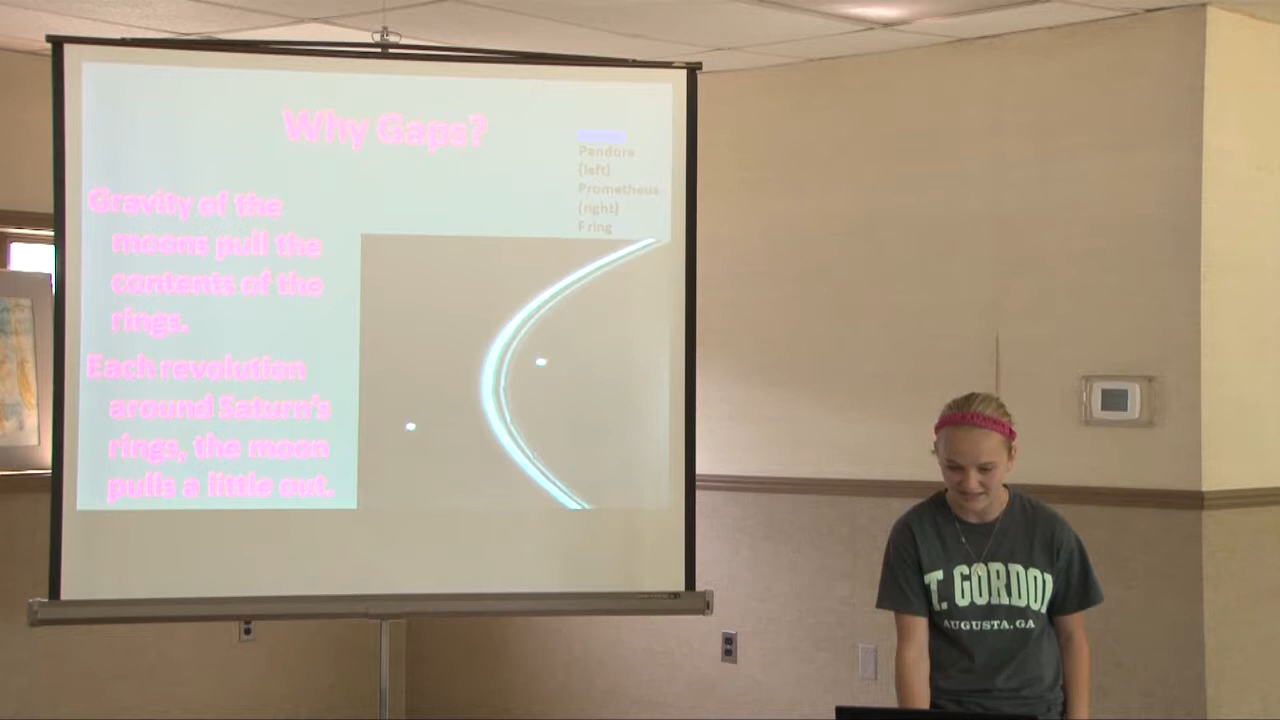 Why Gaps?
Pandora
(left)
Prometheus
(right)
F ring
Gravity of the
moons pull the
contents of the
rings.
Each revolution
around Saturn's
rings, the moon
pulls a little out.
T. GORDON
AUGUSTA, GA